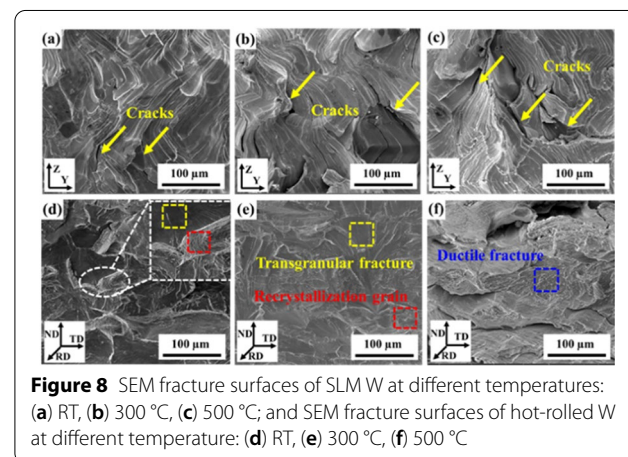 (a)
Cracks
Z
Y
100 µm
(b)
Cracks
Z
Y
100 µm
(c)
Cracks
Z
Y
100 µm
(d)
ND
TD
RD
100 µm
(e)
Transgranular fracture
Recrystallization grain
ND
TD
RD
100 µm
(f)
Ductile fracture
ND
TD
RD
100 µm
Figure 8 SEM fracture surfaces of SLM W at different temperatures:
(a) RT, (b) 300 °C, (c) 500 °C; and SEM fracture surfaces of hot-rolled W
at different temperature: (d) RT, (e) 300 °C, (f) 500 °C